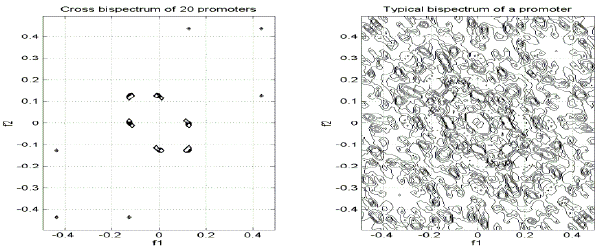 Cross bispectrum of 20 promoters
0.4
0.3
0.2
0.1
0
-0.1
-0.2
-0.3
-0.4
f2
-0.4 -0.2 0 0.2 0.4
f1
Typical bispectrum of a promoter
0.4
0.3
0.2
0.1
0
-0.1
-0.2
-0.3
-0.4
f2
-0.4 -0.2 0 0.2 0.4
f1